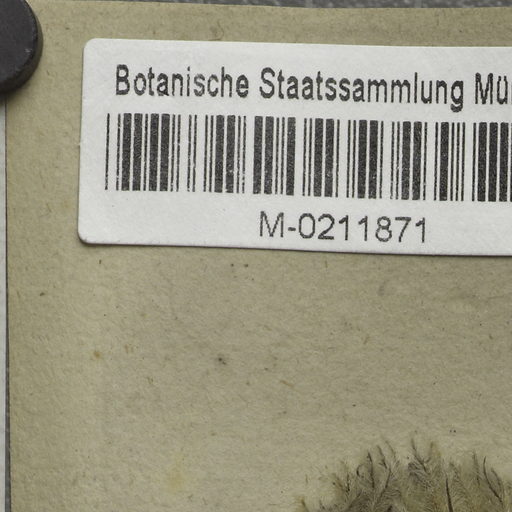 Botanische Staatssammlung Mü
M-0211871